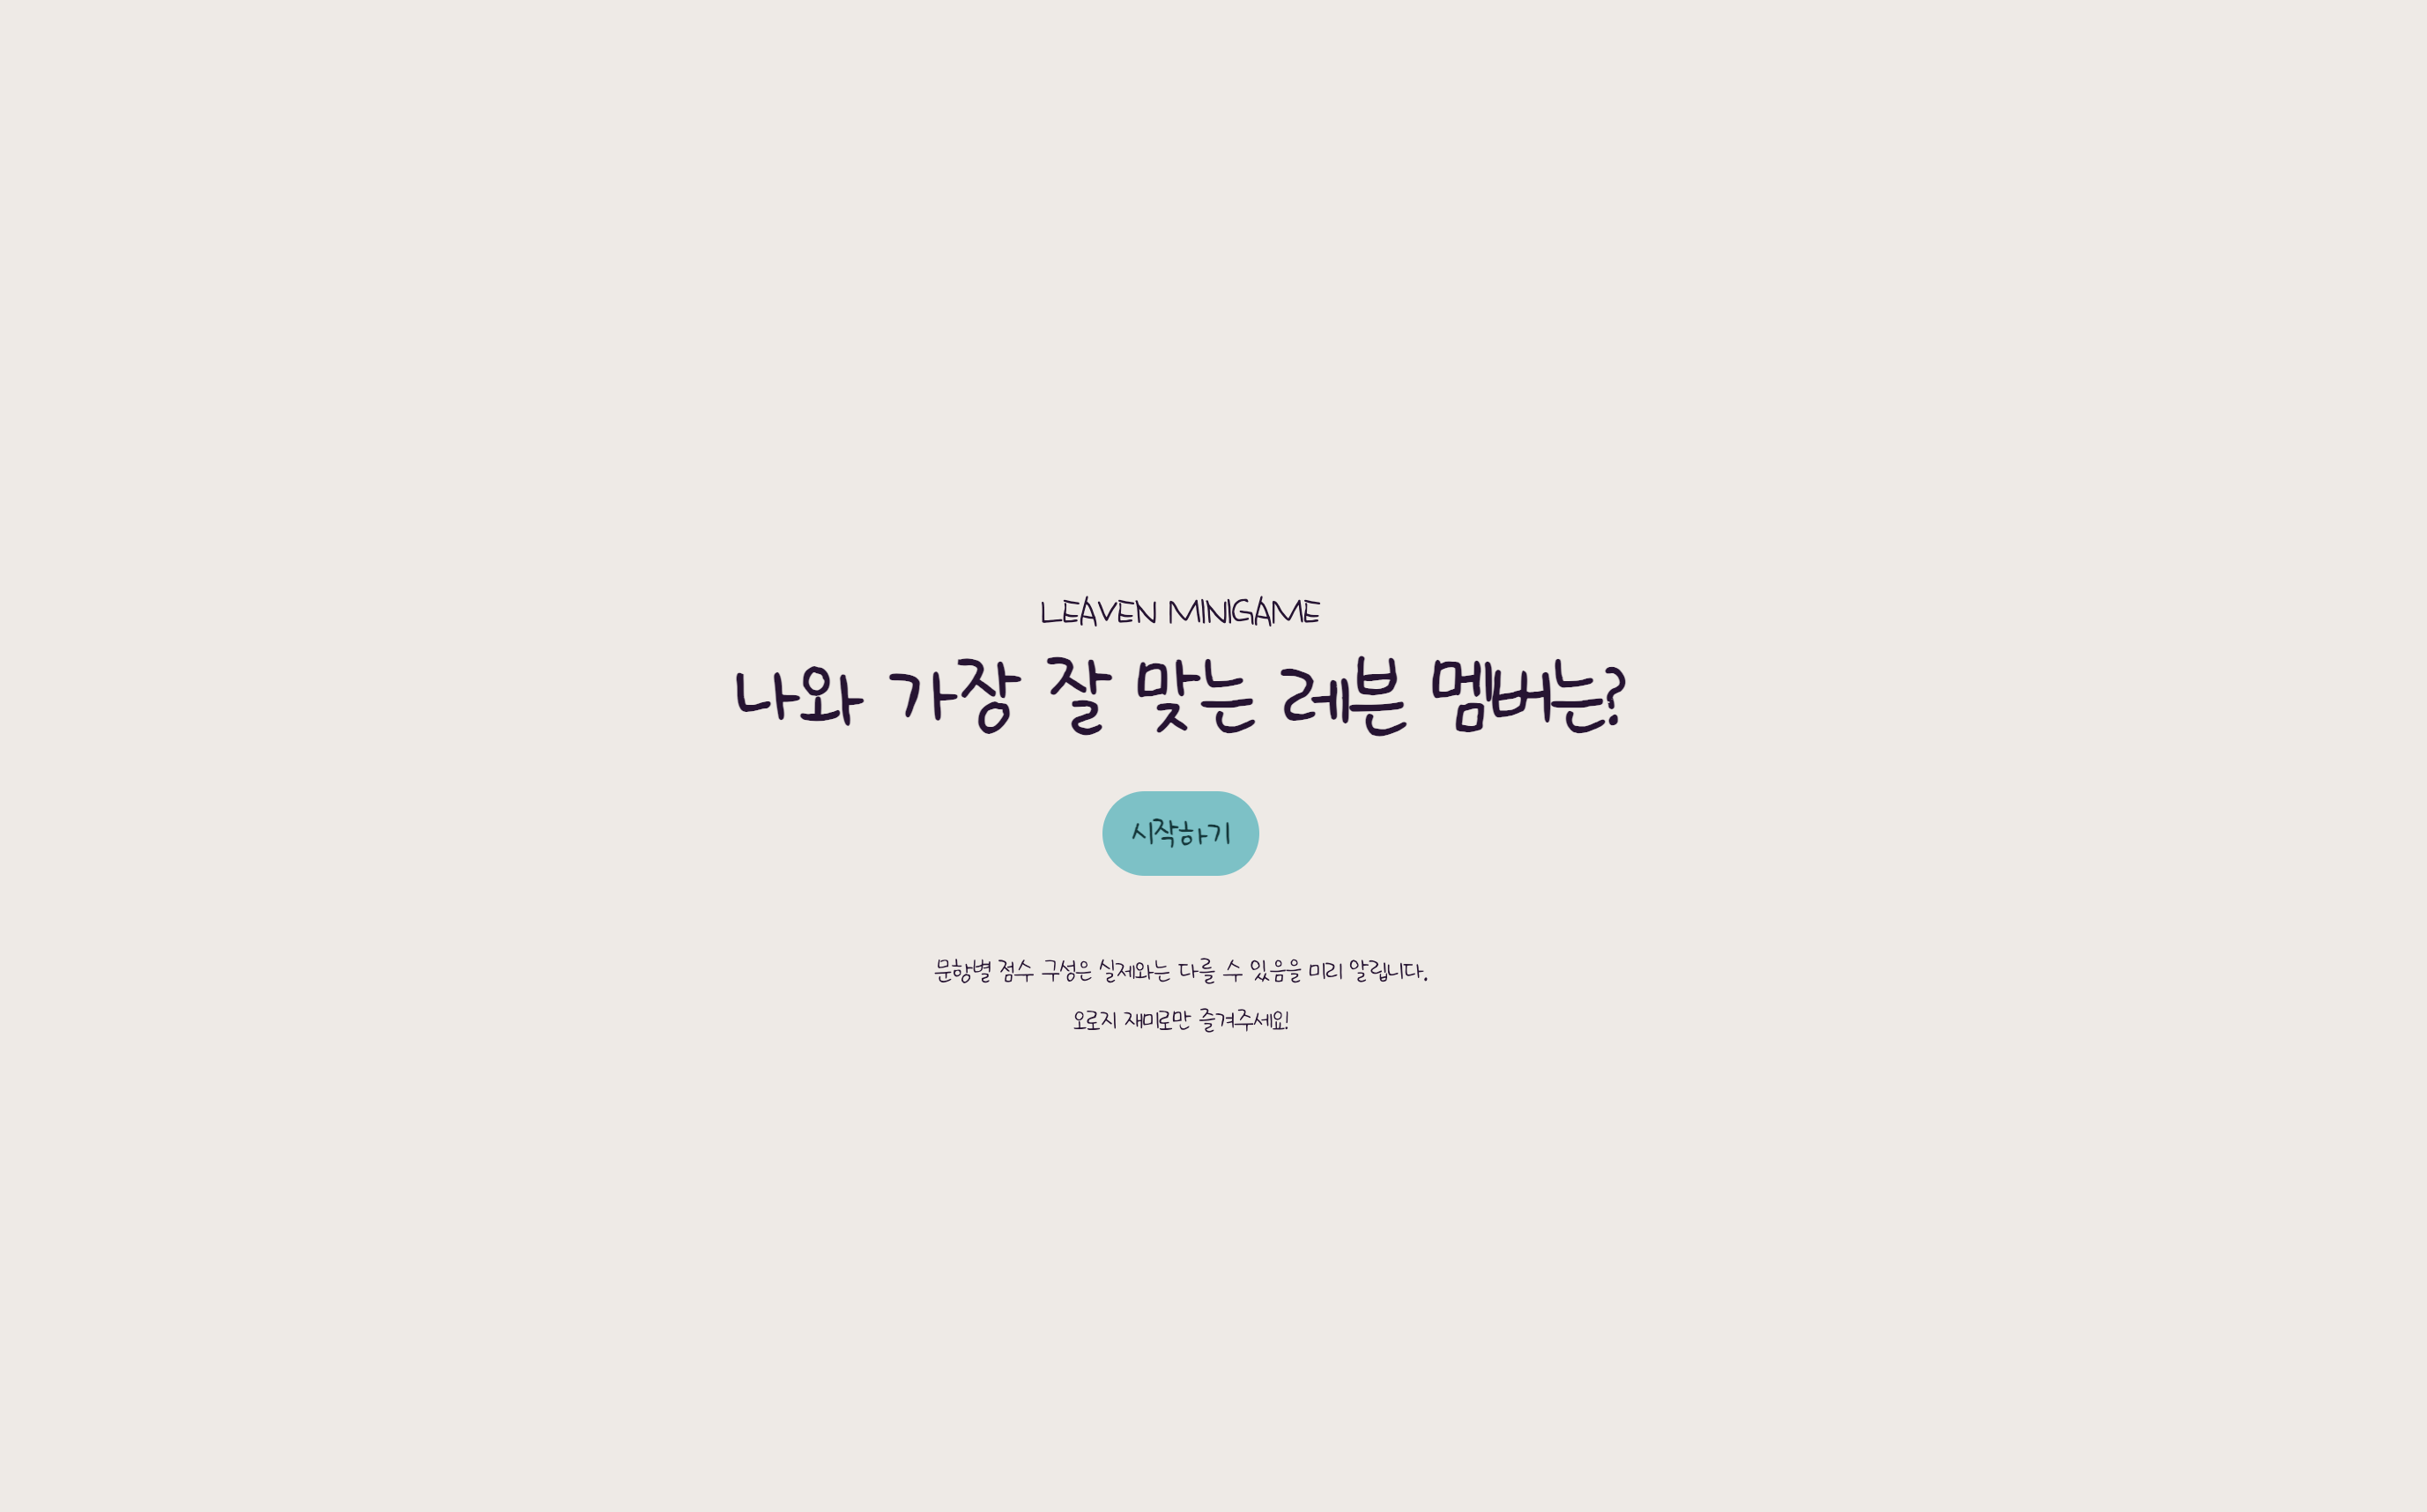 LEAVEN MINIGAME
나와 가장 잘 맞는 레븐 멤버는?
시작하기
문항별 점수 구성은 실제와는 다를 수 있음을 미리 알립니다.
오로지 재미로만 즐겨주세요!